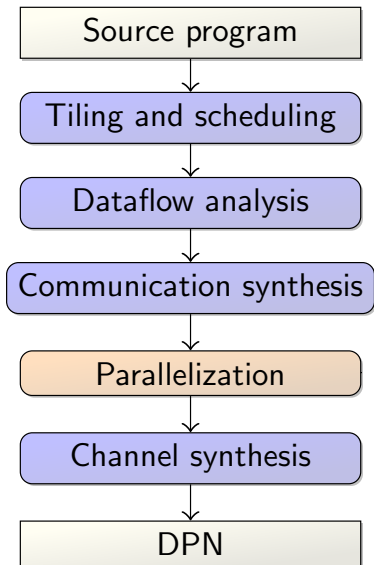 Source program
Tiling and scheduling
Dataflow analysis
Communication synthesis
Parallelization
Channel synthesis
DPN